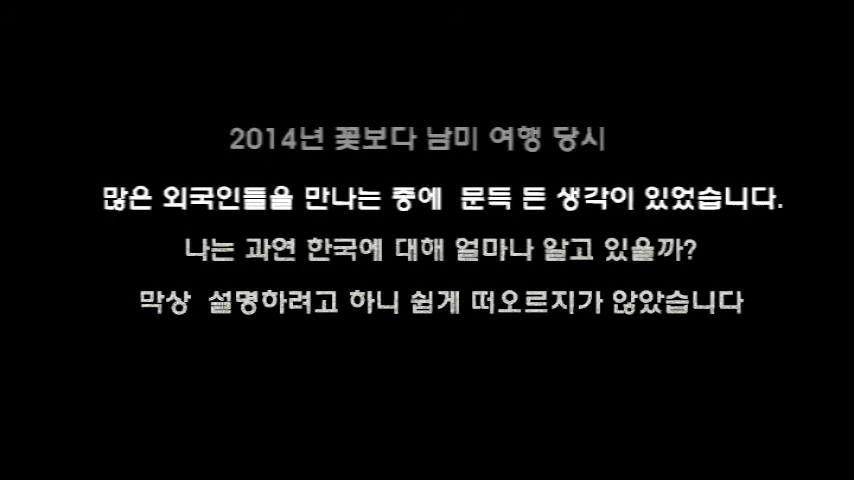 2014년 꽃보다 남미 여행 당시
많은 외국인들을 만나는 중에 문득 든 생각이 있었습니다.
나는 과연 한국에 대해 얼마나 알고 있을까?
막상 설명하려고 하니 쉽게 떠오르지가 않았습니다